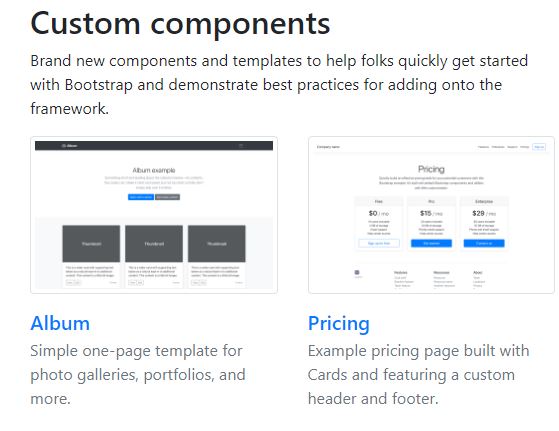 Custom components
Brand new components and templates to help folks quickly get started
with Bootstrap and demonstrate best practices for adding onto the
framework.
Album
Album example
Thumbnail Thumbnail Thumbnail
Company name
Pricing
Free Pro Enterprise
$0 / mo $15 / mo $29 / mo
Features Resources About
Album
Simple one-page template for
photo galleries, portfolios, and
more.
Pricing
Example pricing page built with
Cards and featuring a custom
header and footer.